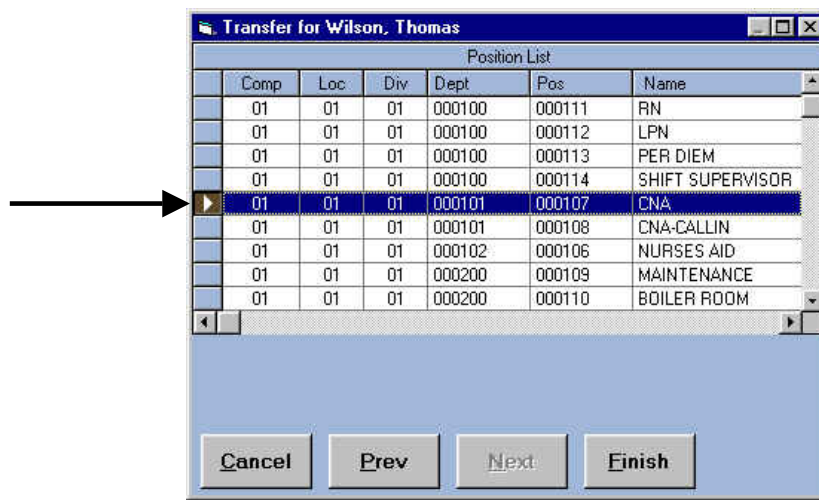 Transfer for Wilson, Thomas
Position List
Comp Loc Div Dept Pos Name
01 01 01 000100 000111 RN
01 01 01 000100 000112 LPN
01 01 01 000100 000113 PER DIEM
01 01 01 000100 000114 SHIFT SUPERVISOR
01 01 01 000101 000107 CNA
01 01 01 000101 000108 CNA-CALLIN
01 01 01 000102 000106 NURSES AID
01 01 01 000200 000109 MAINTENANCE
01 01 01 000200 000110 BOILER ROOM
Cancel Prev Next Finish